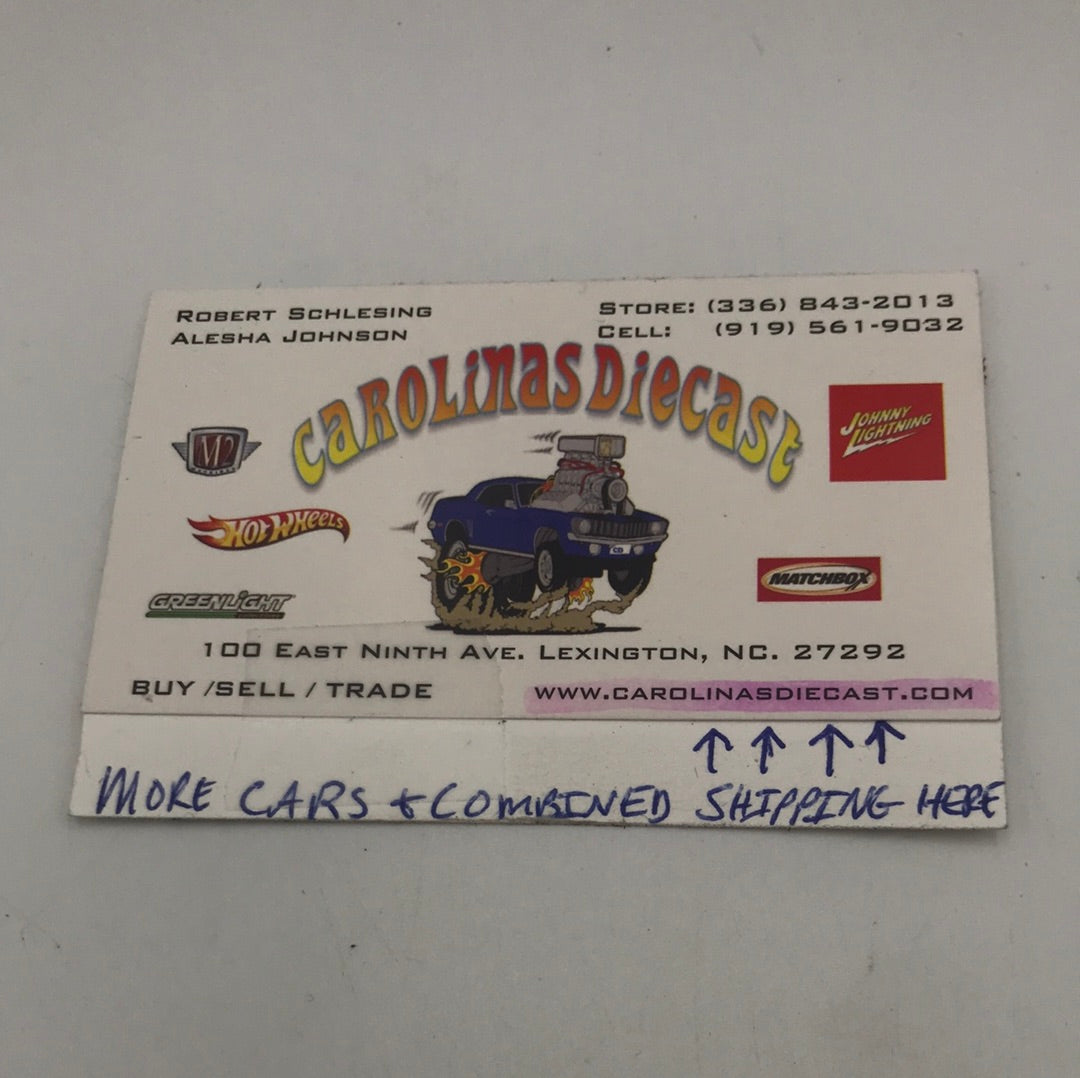 ROBERT SCHLESING
ALESHA JOHNSON
STORE: (336) 843-2013
CELL: (919) 561-9032
CAROLINAS DIECAST
M2
JOHNNY
LIGHTNING
HOT WHEELS
CD
MATCHBOX
GREENLIGHT
100 EAST NINTH AVE. LEXINGTON, NC. 27292
BUY /SELL / TRADE
WWW.CAROLINASDIECAST.COM
↑ ↑ ↑ ↑
MORE CARS & COMBINED SHIPPING HERE